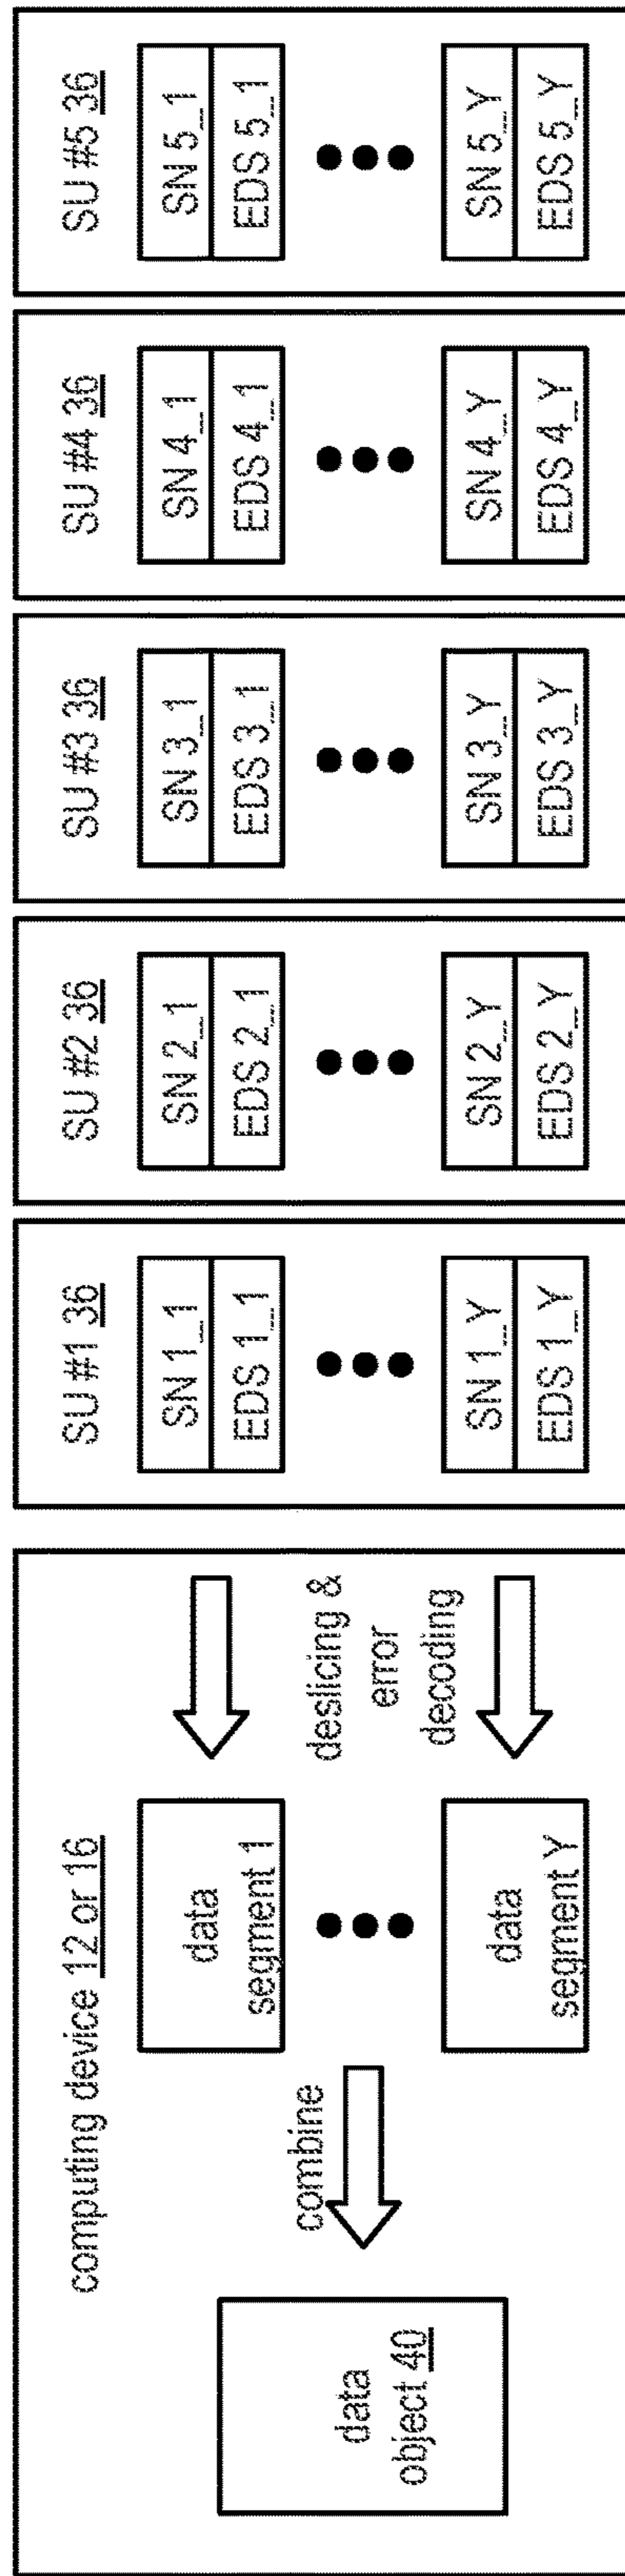 computing device 12 or 16
data
object 40
combine
data
segment 1
data
segment Y
deslicing &
error
decoding
SU #1 36
SN 1_1
EDS 1_1
SN 1_Y
EDS 1_Y
SU #2 36
SN 2_1
EDS 2_1
SN 2_Y
EDS 2_Y
SU #3 36
SN 3_1
EDS 3_1
SN 3_Y
EDS 3_Y
SU #4 36
SN 4_1
EDS 4_1
SN 4_Y
EDS 4_Y
SU #5 36
SN 5_1
EDS 5_1
SN 5_Y
EDS 5_Y